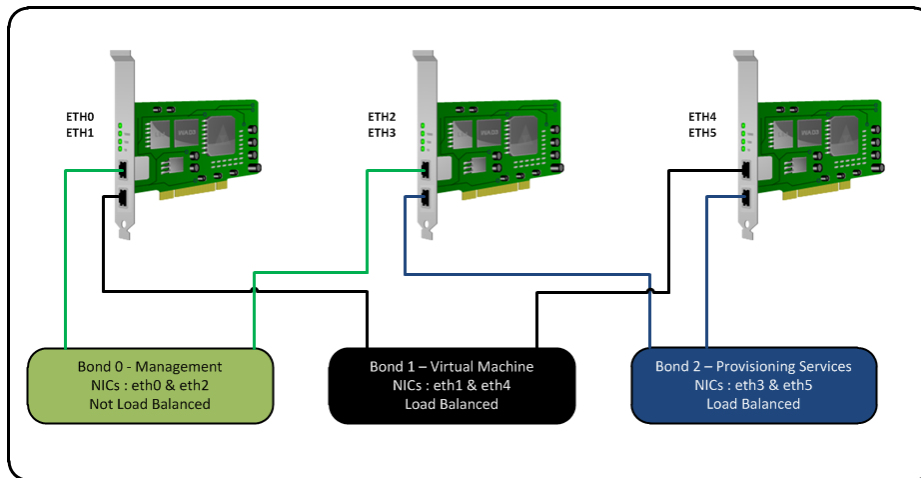 ETH0
ETH1
ETH2
ETH3
ETH4
ETH5
Bond 0 - Management
NICs : eth0 & eth2
Not Load Balanced
Bond 1 – Virtual Machine
NICs : eth1 & eth4
Load Balanced
Bond 2 – Provisioning Services
NICs : eth3 & eth5
Load Balanced